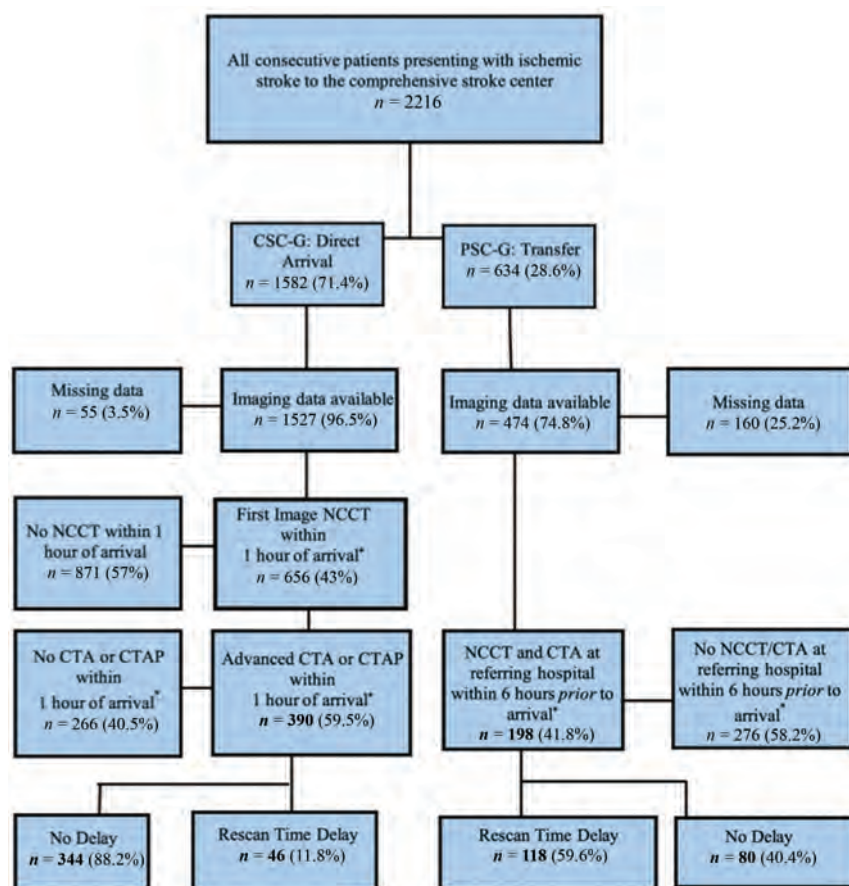 All consecutive patients presenting with ischemic
stroke to the comprehensive stroke center
n = 2216
CSC-G: Direct
Arrival
n = 1582 (71.4%)
PSC-G: Transfer
n = 634 (28.6%)
Missing data
n = 55 (3.5%)
Imaging data available
n = 1527 (96.5%)
Imaging data available
n = 474 (74.8%)
Missing data
n = 160 (25.2%)
No NCCT within 1
hour of arrival
n = 871 (57%)
First Image NCCT
within
1 hour of arrival*
n = 656 (43%)
No CTA or CTAP
within
1 hour of arrival*
n = 266 (40.5%)
Advanced CTA or CTAP
within
1 hour of arrival*
n = 390 (59.5%)
NCCT and CTA at
referring hospital
within 6 hours prior to
arrival*
n = 198 (41.8%)
No NCCT/CTA at
referring hospital
within 6 hours prior to
arrival*
n = 276 (58.2%)
No Delay
n = 344 (88.2%)
Rescan Time Delay
n = 46 (11.8%)
Rescan Time Delay
n = 118 (59.6%)
No Delay
n = 80 (40.4%)